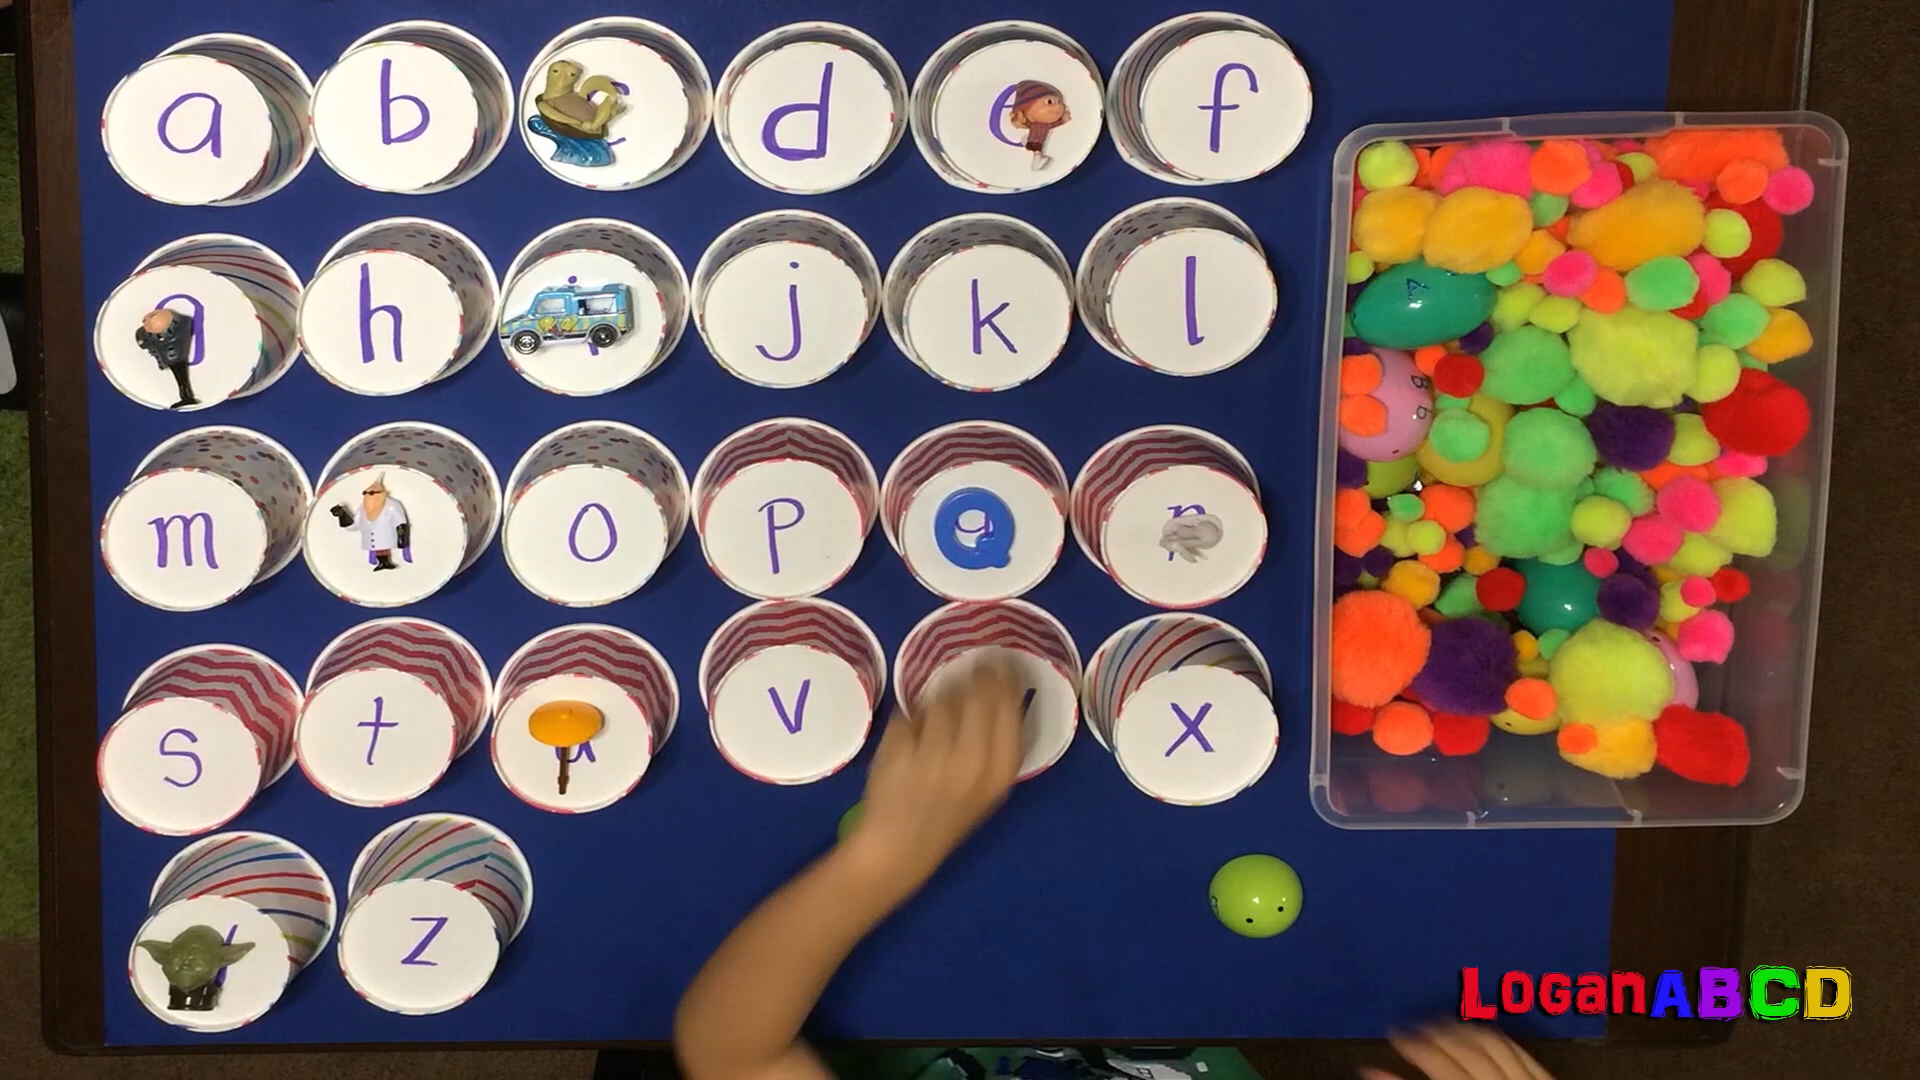 a b c d e f
g h i j k l
m o p q r
s t u v x
y z
A
B b
LoganABCD